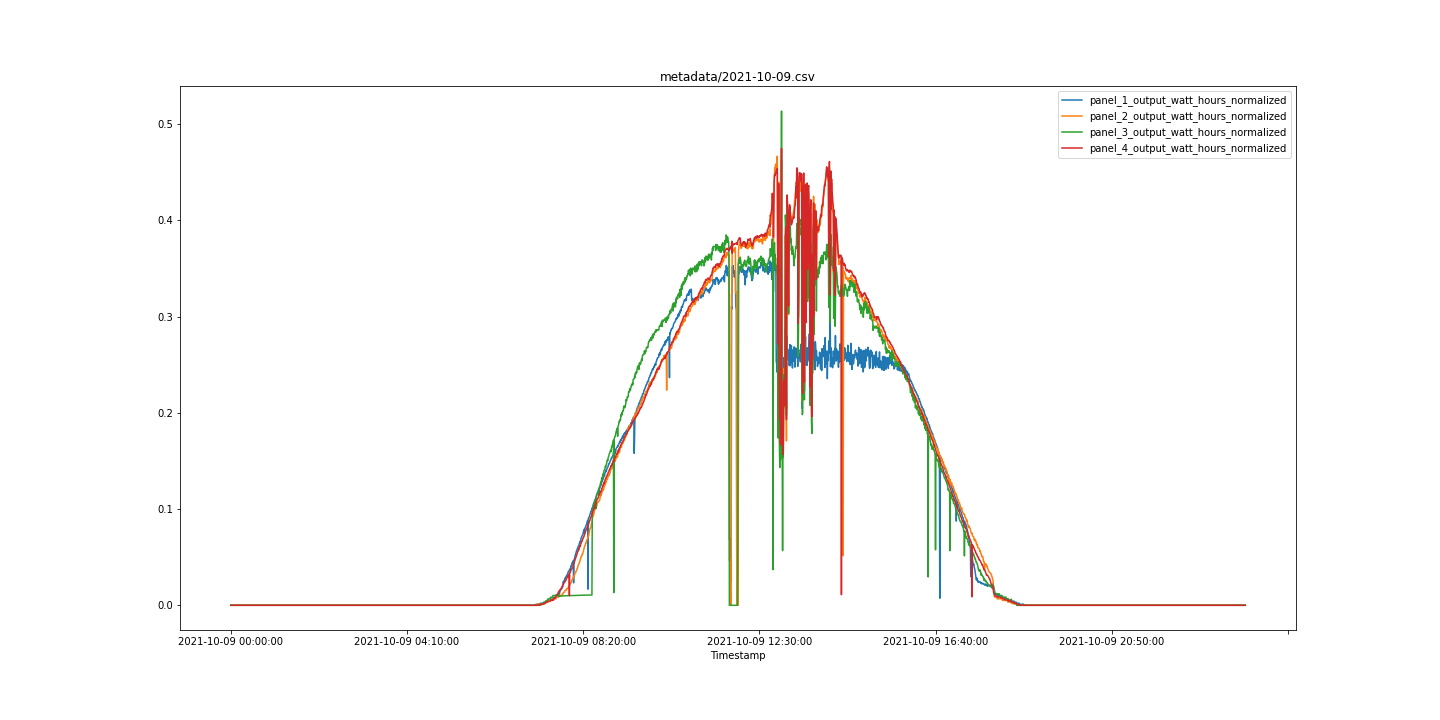 metadata/2021-10-09.csv
panel_1_output_watt_hours_normalized
panel_2_output_watt_hours_normalized
panel_3_output_watt_hours_normalized
panel_4_output_watt_hours_normalized
0.5
0.4
0.3
0.2
0.1
0.0
2021-10-09 00:00:00 2021-10-09 04:10:00 2021-10-09 08:20:00 2021-10-09 12:30:00 2021-10-09 16:40:00 2021-10-09 20:50:00
Timestamp